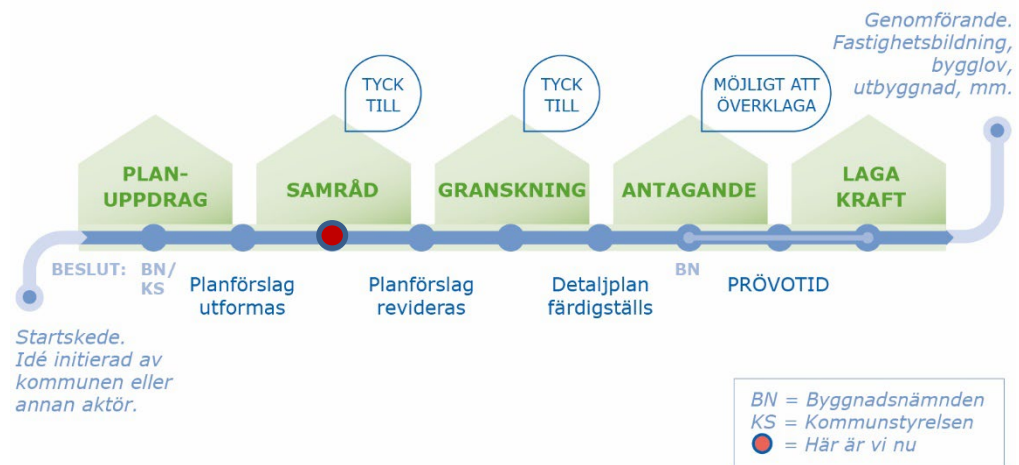 Genomförande.
Fastighetsbildning,
bygglov,
utbyggnad, mm.
TYCK
TILL
TYCK
TILL
MÖJLIGT ATT
ÖVERKLAGA
PLAN-
UPPDRAG
SAMRÅD
GRANSKNING
ANTAGANDE
LAGA
KRAFT
BESLUT:
BN/
KS
Planförslag
utformas
Planförslag
revideras
Detaljplan
färdigställs
BN
PRÖVOTID
Startskede.
Idé initierad av
kommunen eller
annan aktör.
BN = Byggnadsnämnden
KS = Kommunstyrelsen
= Här är vi nu